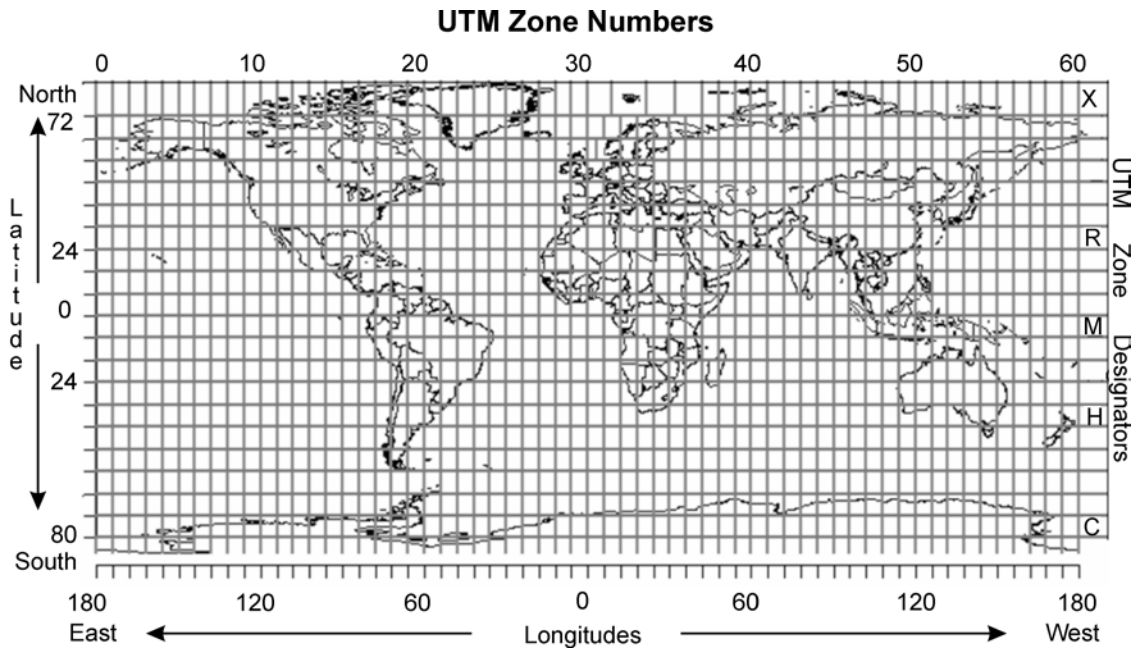 UTM Zone Numbers
0 10 20 30 40 50 60
North
72
X
Latitude
24
R
0
M
24
H
80
C
South
UTM Zone Designators
180 120 60 0 60 120 180
East Longitudes West